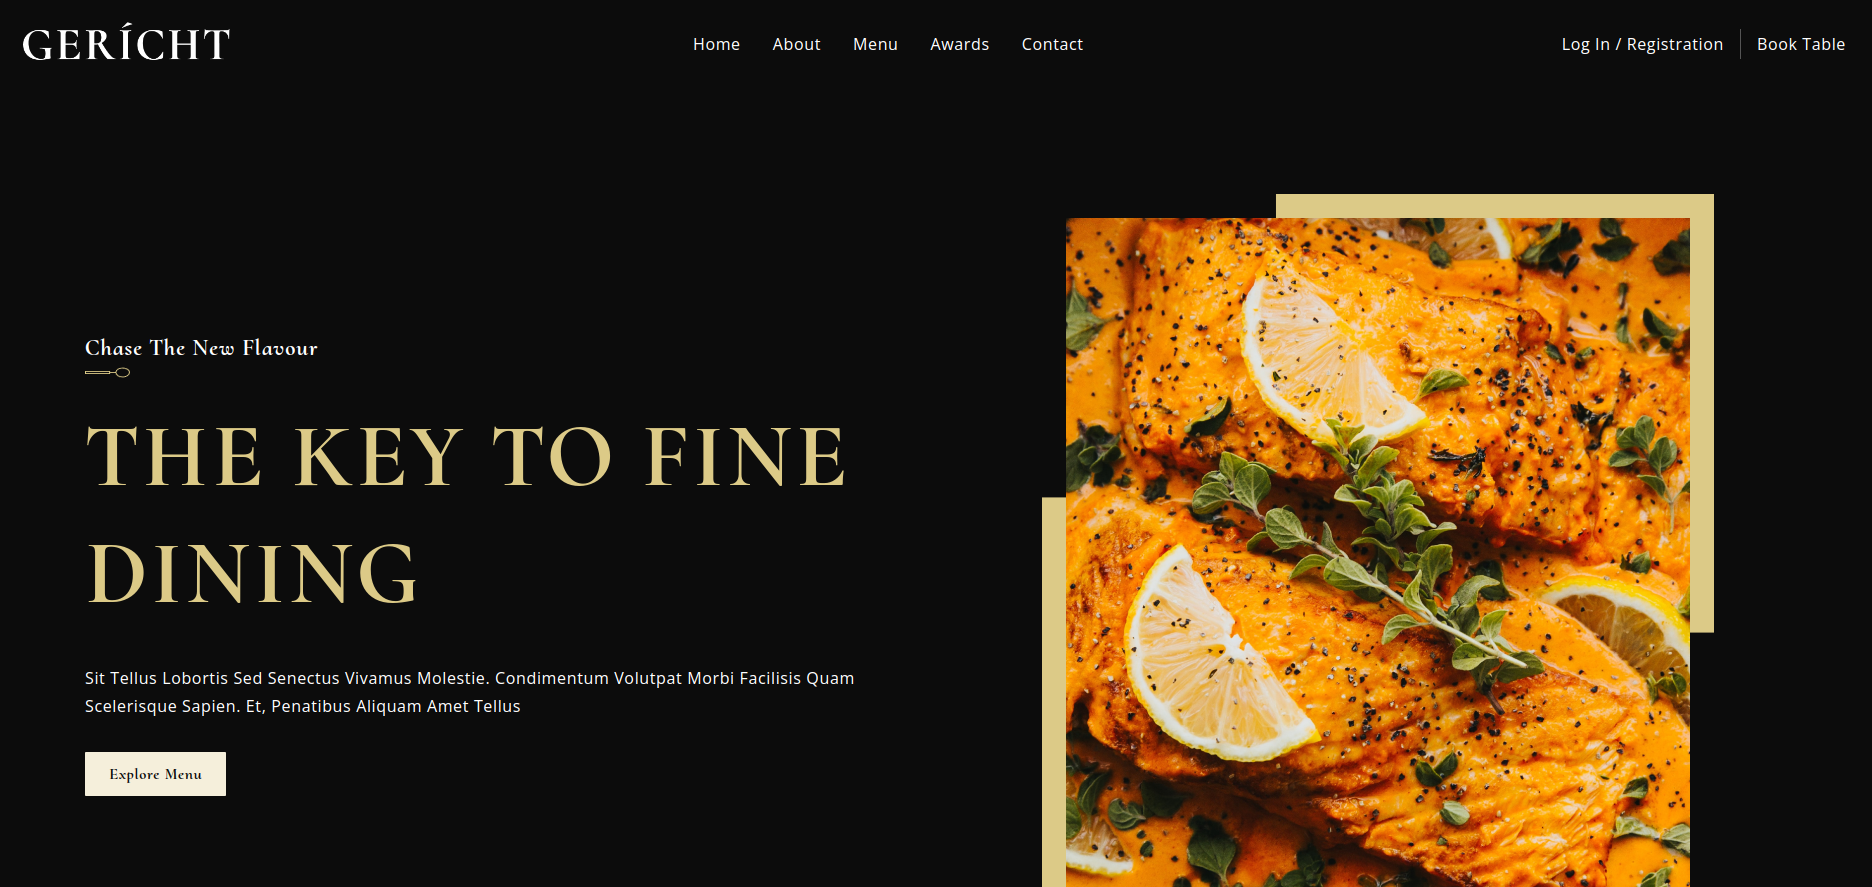 GERÍCHT
Home About Menu Awards Contact
Log In / Registration Book Table
Chase The New Flavour
THE KEY TO FINE
DINING
Sit Tellus Lobortis Sed Senectus Vivamus Molestie. Condimentum Volutpat Morbi Facilisis Quam
Scelerisque Sapien. Et, Penatibus Aliquam Amet Tellus
Explore Menu